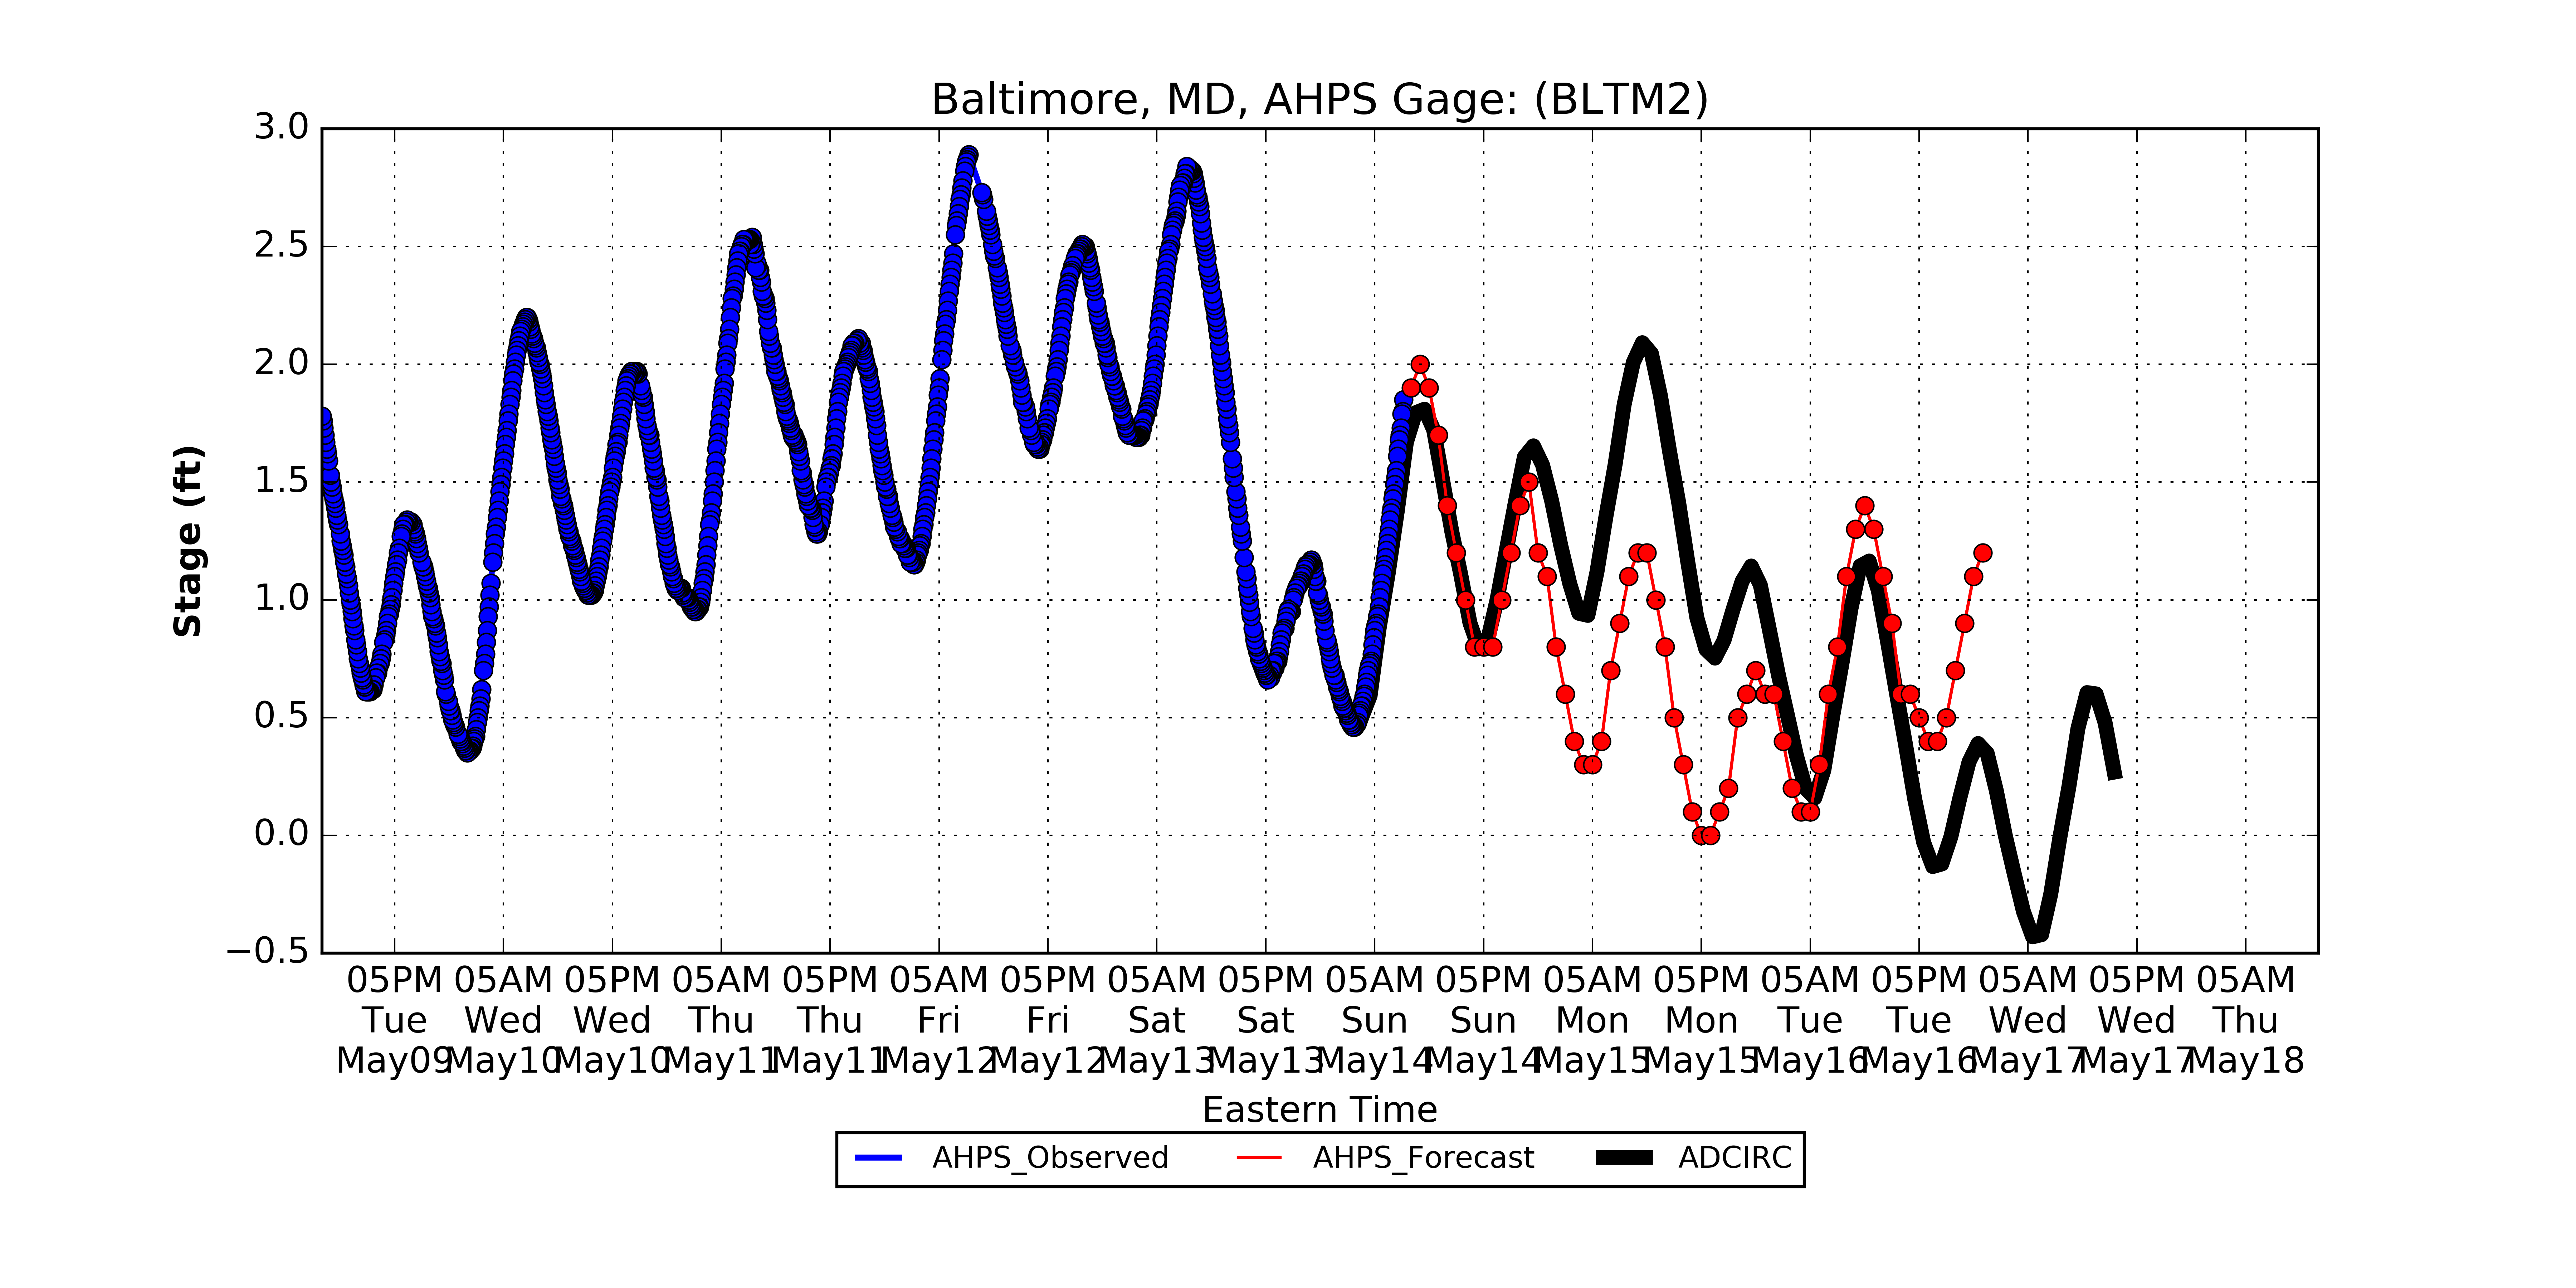 Baltimore, MD, AHPS Gage: (BLTM2)
3.0
2.5
2.0
1.5
1.0
0.5
0.0
−0.5
Stage (ft)
05PM 05AM 05PM 05AM 05PM 05AM 05PM 05AM 05PM 05AM 05PM 05AM 05PM 05AM 05PM 05AM 05PM 05AM
Tue Wed Wed Thu Thu Fri Fri Sat Sat Sun Sun Mon Mon Tue Tue Wed Wed Thu
May09 May10 May10 May11 May11 May12 May12 May13 May13 May14 May14 May15 May15 May16 May16 May17 May17 May18
Eastern Time
AHPS_Observed AHPS_Forecast ADCIRC